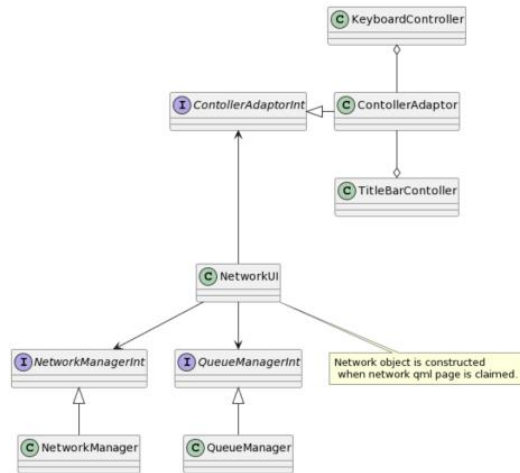 C KeyboardController
I ContollerAdaptorInt
C ContollerAdaptor
C TitleBarContoller
C NetworkUI
I NetworkManagerInt
I QueueManagerInt
Network object is constructed
when network qml page is claimed.
C NetworkManager
C QueueManager